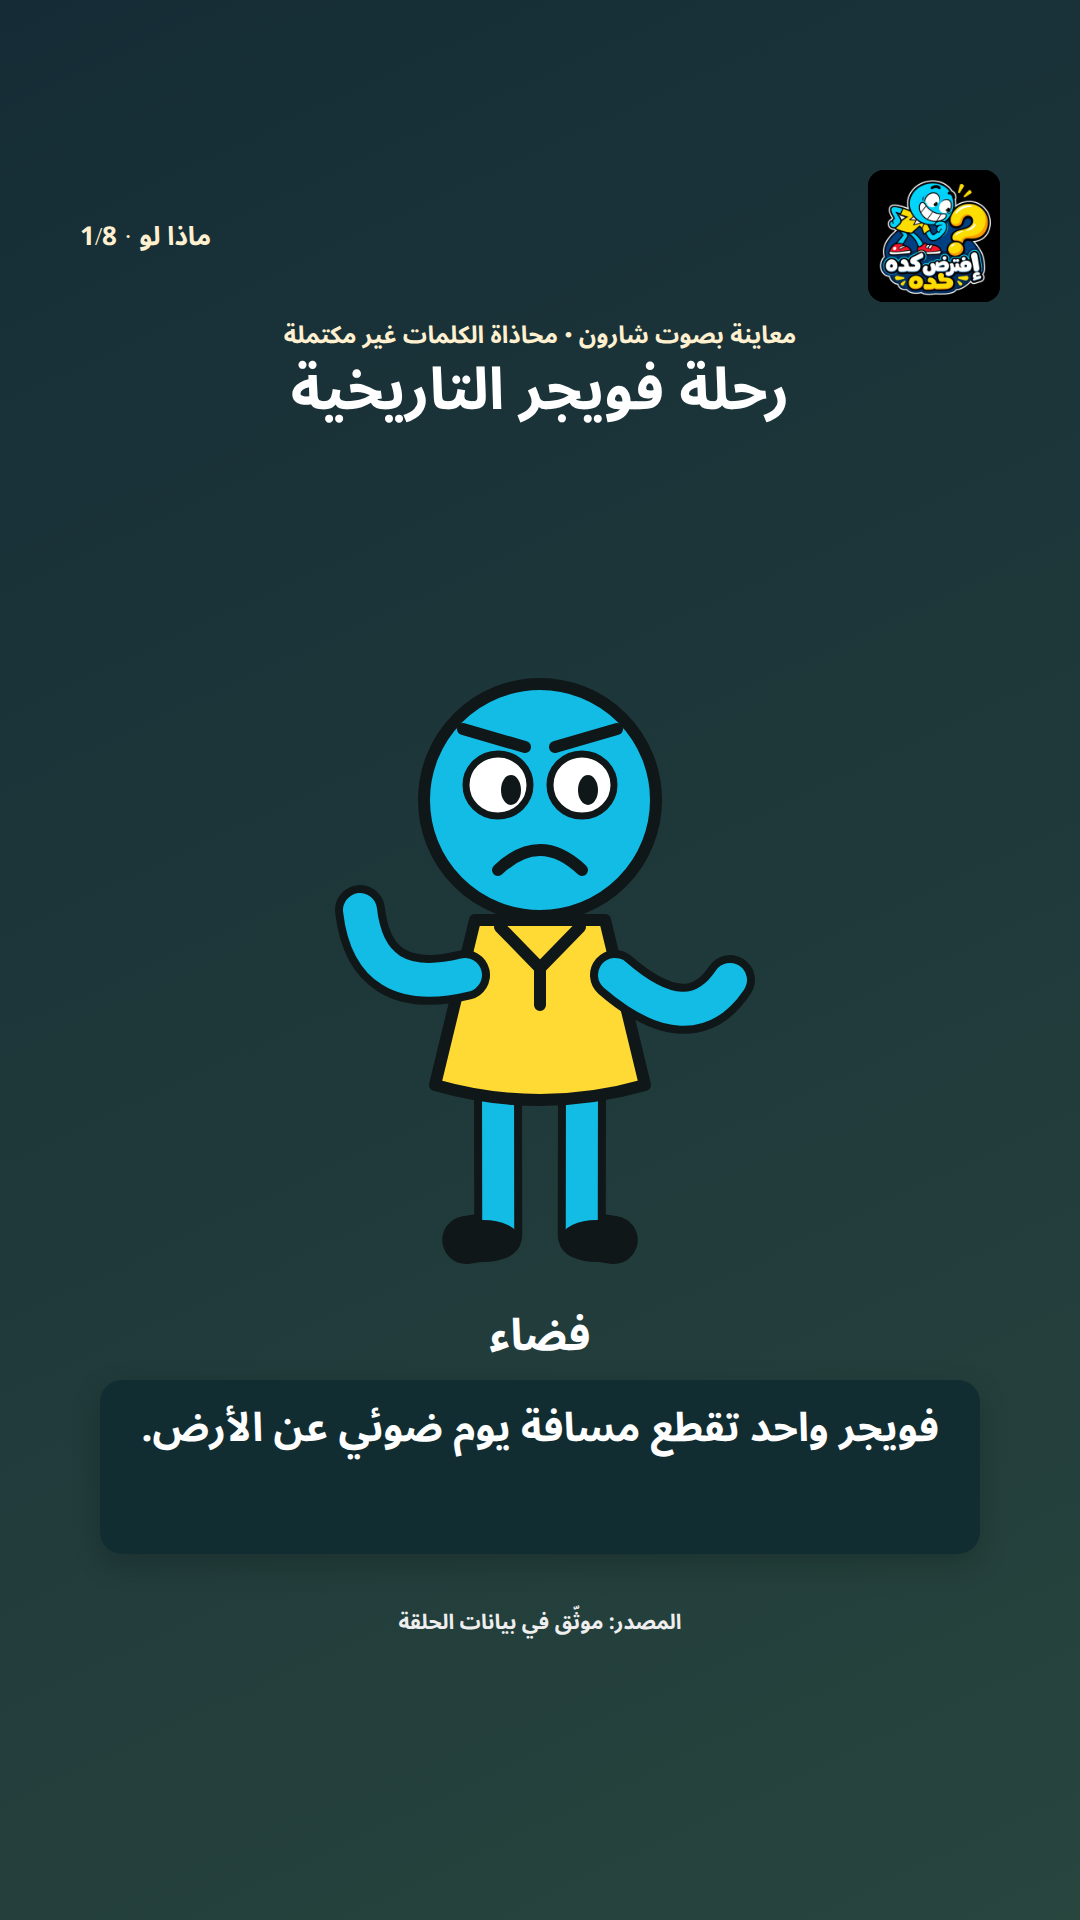 إفترض كده
كده
ماذا لو · 1/8
معاينة بصوت شارون • محاذاة الكلمات غير مكتملة
رحلة فويجر التاريخية
فضاء
فويجر واحد تقطع مسافة يوم ضوئي عن الأرض.
المصدر: موثّق في بيانات الحلقة